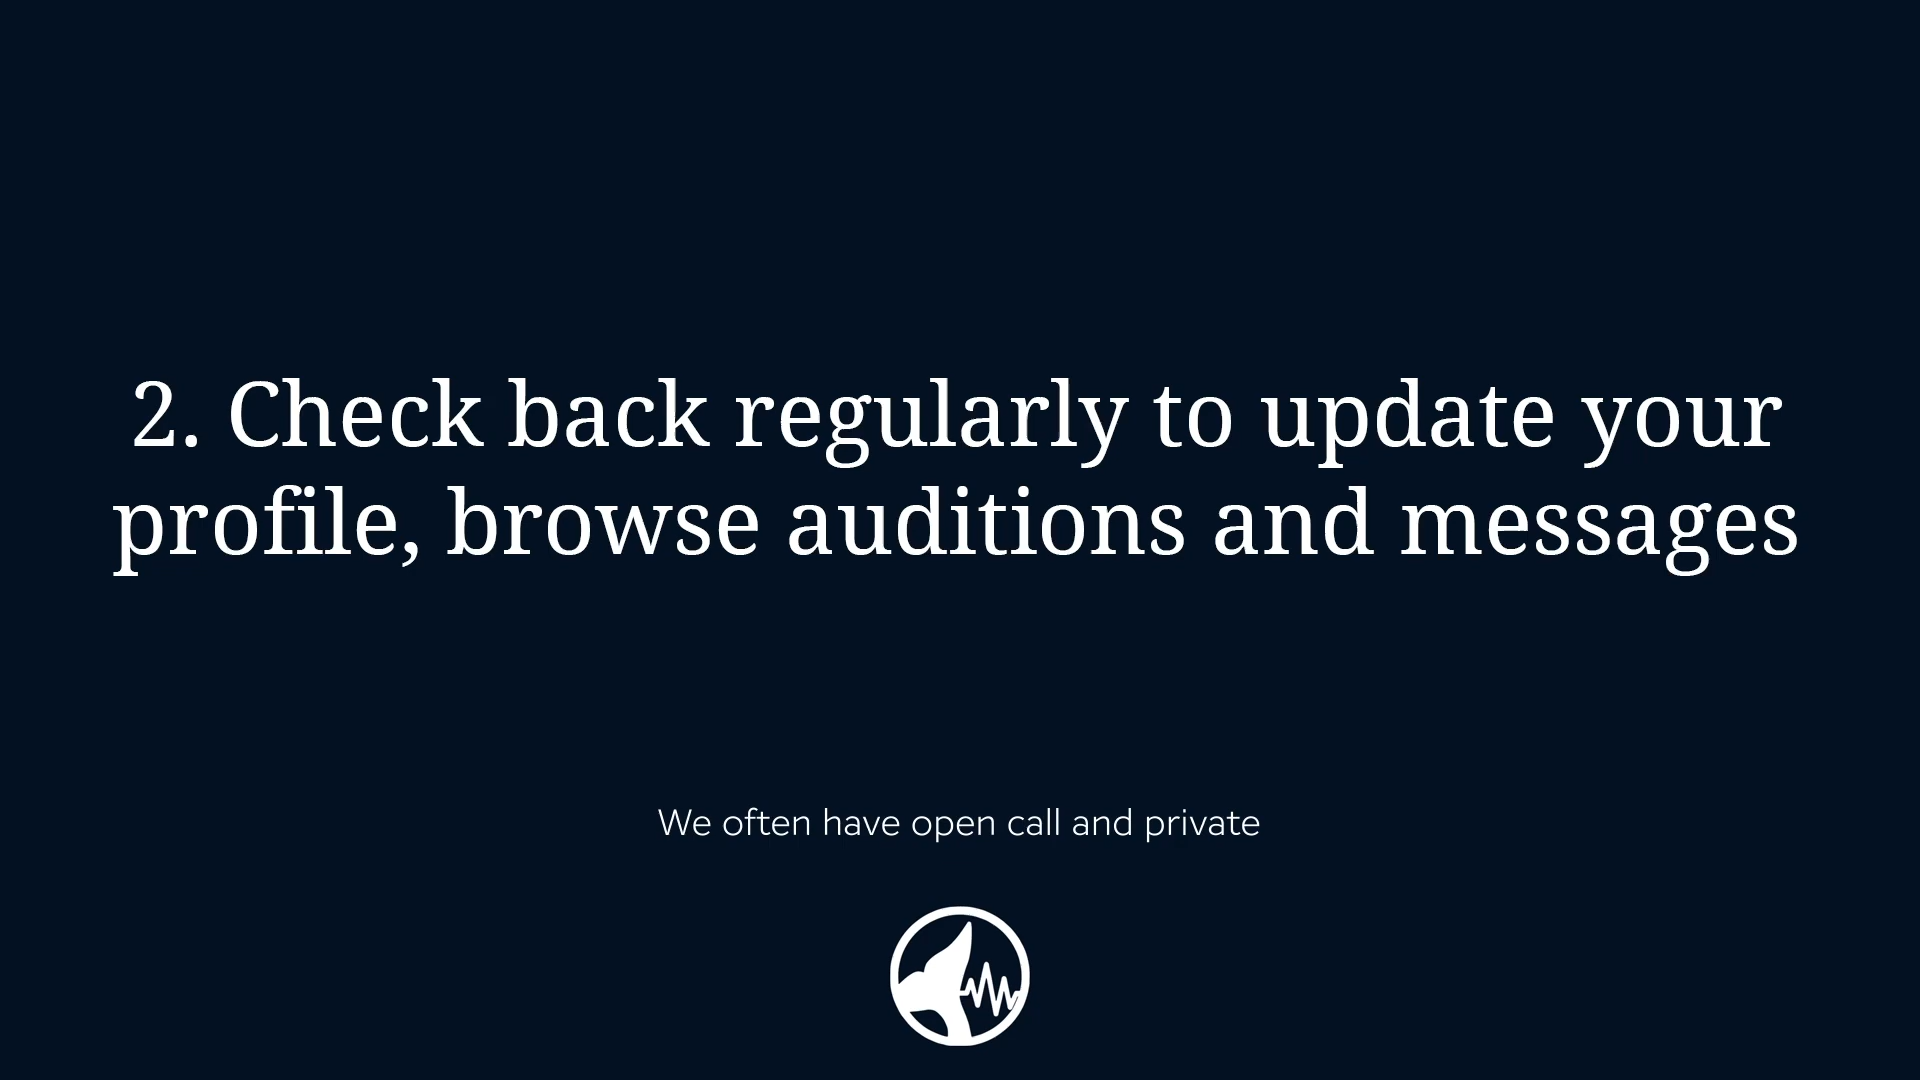 2. Check back regularly to update your
profile, browse auditions and messages
We often have open call and private